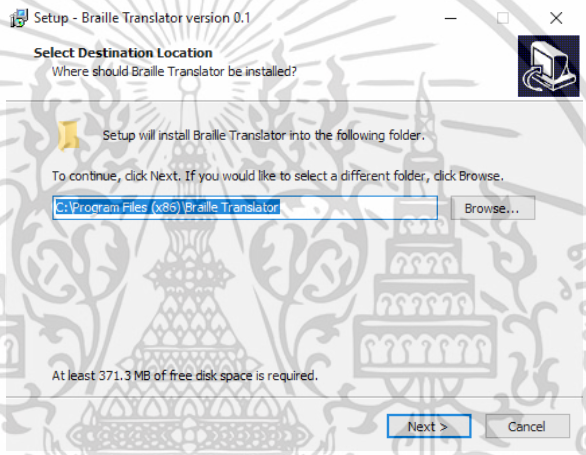 Setup - Braille Translator version 0.1
Select Destination Location
Where should Braille Translator be installed?
Setup will install Braille Translator into the following folder.
To continue, click Next. If you would like to select a different folder, click Browse.
C:\Program Files (x86)\Braille Translator
Browse...
At least 371.3 MB of free disk space is required.
Next >
Cancel